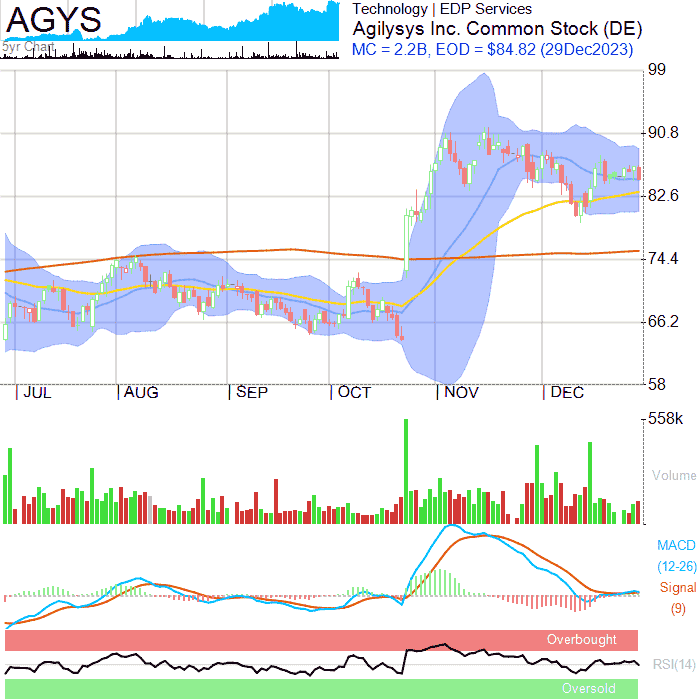 AGYS
Technology | EDP Services
Agilysys Inc. Common Stock (DE)
MC = 2.2B, EOD = $84.82 (29Dec2023)
5yr Chart
99
90.8
82.6
74.4
66.2
58
JUL AUG SEP OCT NOV DEC
558k
Volume
MACD
(12-26)
Signal
(9)
Overbought
RSI(14)
Oversold